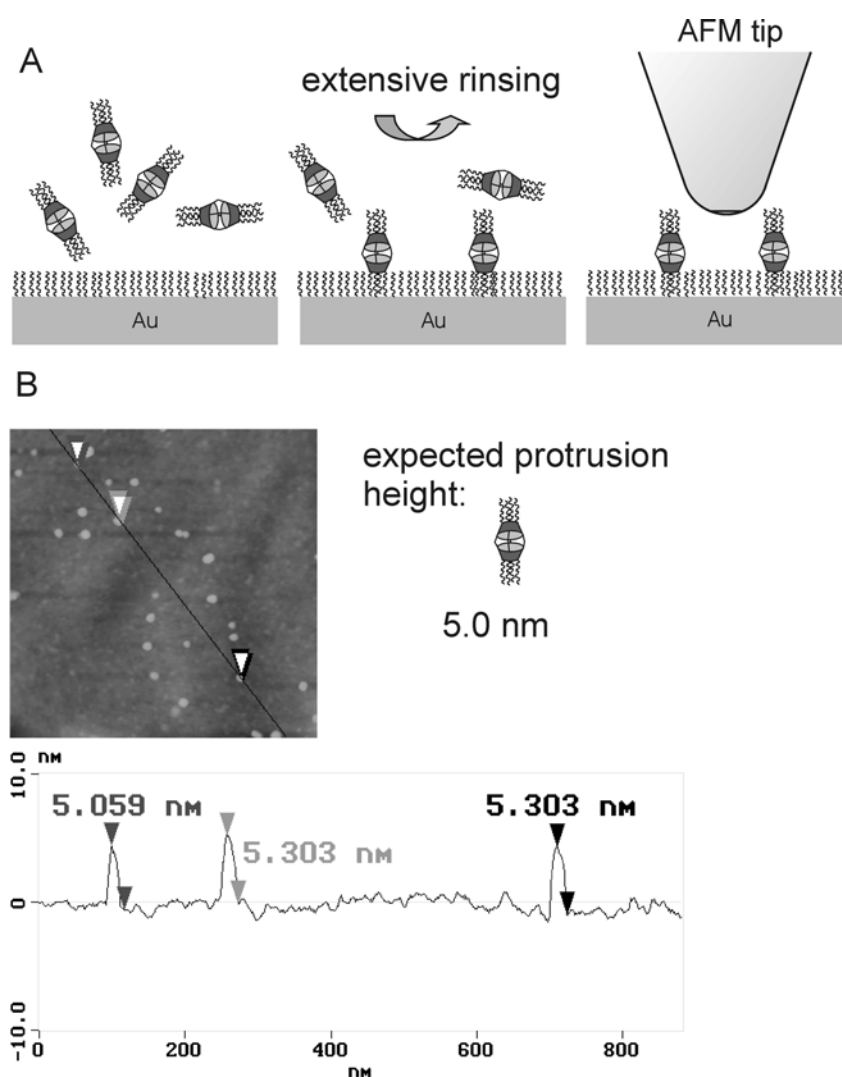 A
extensive rinsing
AFM tip
Au
Au
Au
B
expected protrusion
height:
5.0 nm
nm
10.0
0
-10.0
5.059 nm
5.303 nm
5.303 nm
0
200
400
600
800
nm